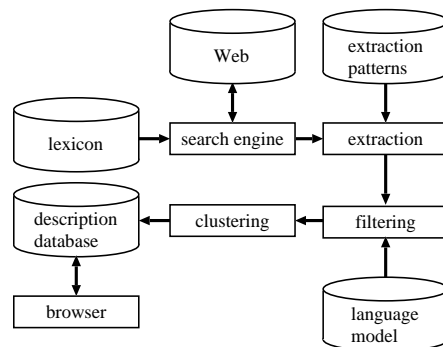 Web
extraction
patterns
lexicon
search engine
extraction
description
database
clustering
filtering
browser
language
model